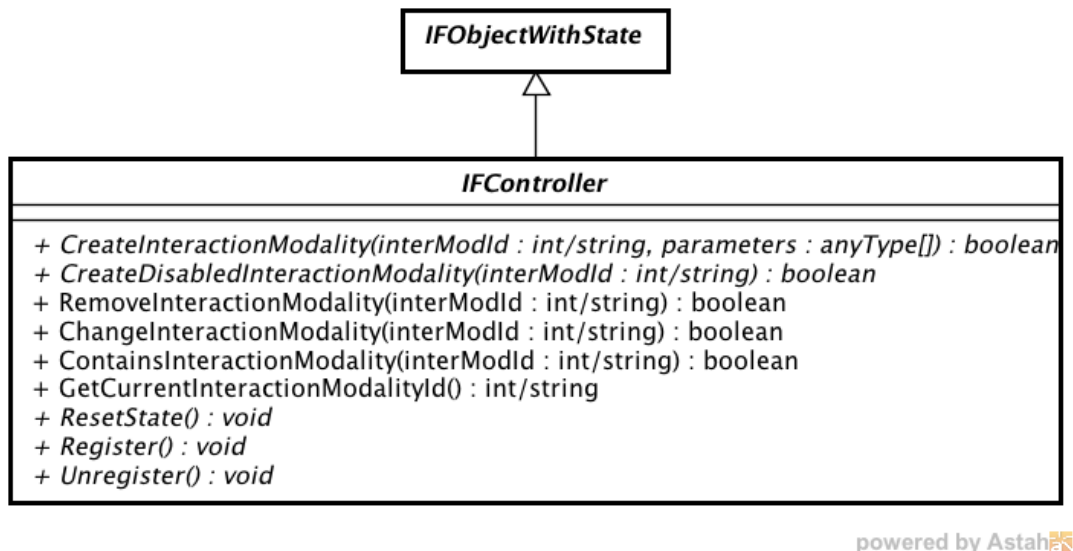 IFObjectWithState
IFController
+ CreateInteractionModality(interModId : int/string, parameters : anyType[]) : boolean
+ CreateDisabledInteractionModality(interModId : int/string) : boolean
+ RemoveInteractionModality(interModId : int/string) : boolean
+ ChangeInteractionModality(interModId : int/string) : boolean
+ ContainsInteractionModality(interModId : int/string) : boolean
+ GetCurrentInteractionModalityId() : int/string
+ ResetState() : void
+ Register() : void
+ Unregister() : void
powered by Astah